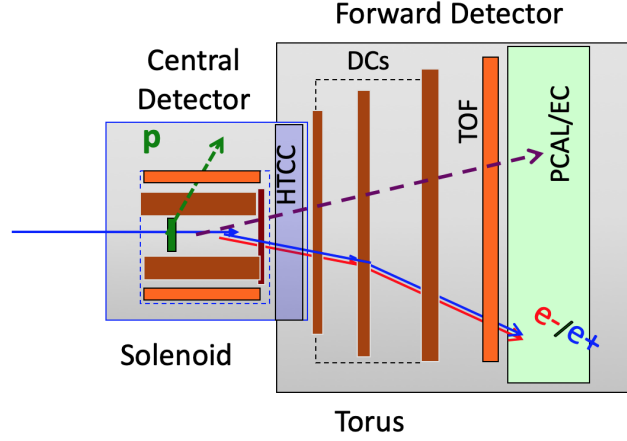 Forward Detector
Central
Detector
DCs
TOF
PCAL/EC
HTCC
p
e-/e+
Solenoid
Torus